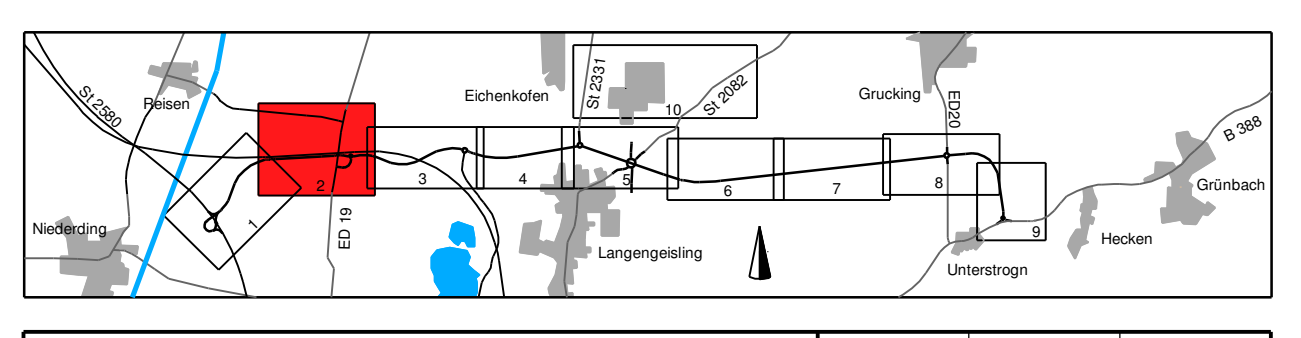 St 2580
Reisen
Niederding
1
2
ED 19
3
Eichenkofen
4
St 2331
5
10
St 2082
Langengeisling
6
7
Grucking
ED20
8
9
Unterstrogn
Hecken
B 388
Grünbach